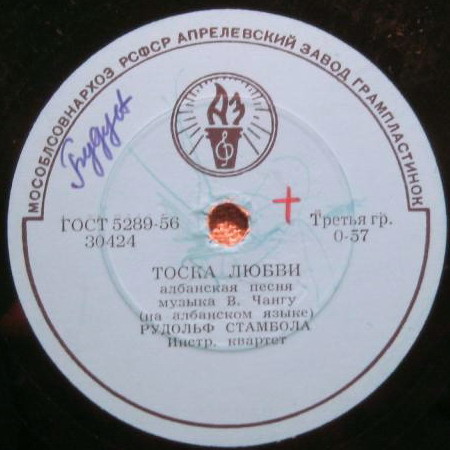 МОСОБЛСОВНАРХОЗ РСФСР АПРЕЛЕВСКИЙ ЗАВОД ГРАМПЛАСТИНОК
АЗ
ГОСТ 5289-56
30424
Третья гр.
0-57
ТОСКА ЛЮБВИ
албанская песня
музыка В. Чангу
(на албанском языке)
РУДОЛЬФ СТАМБОЛА
Инстр. квартет